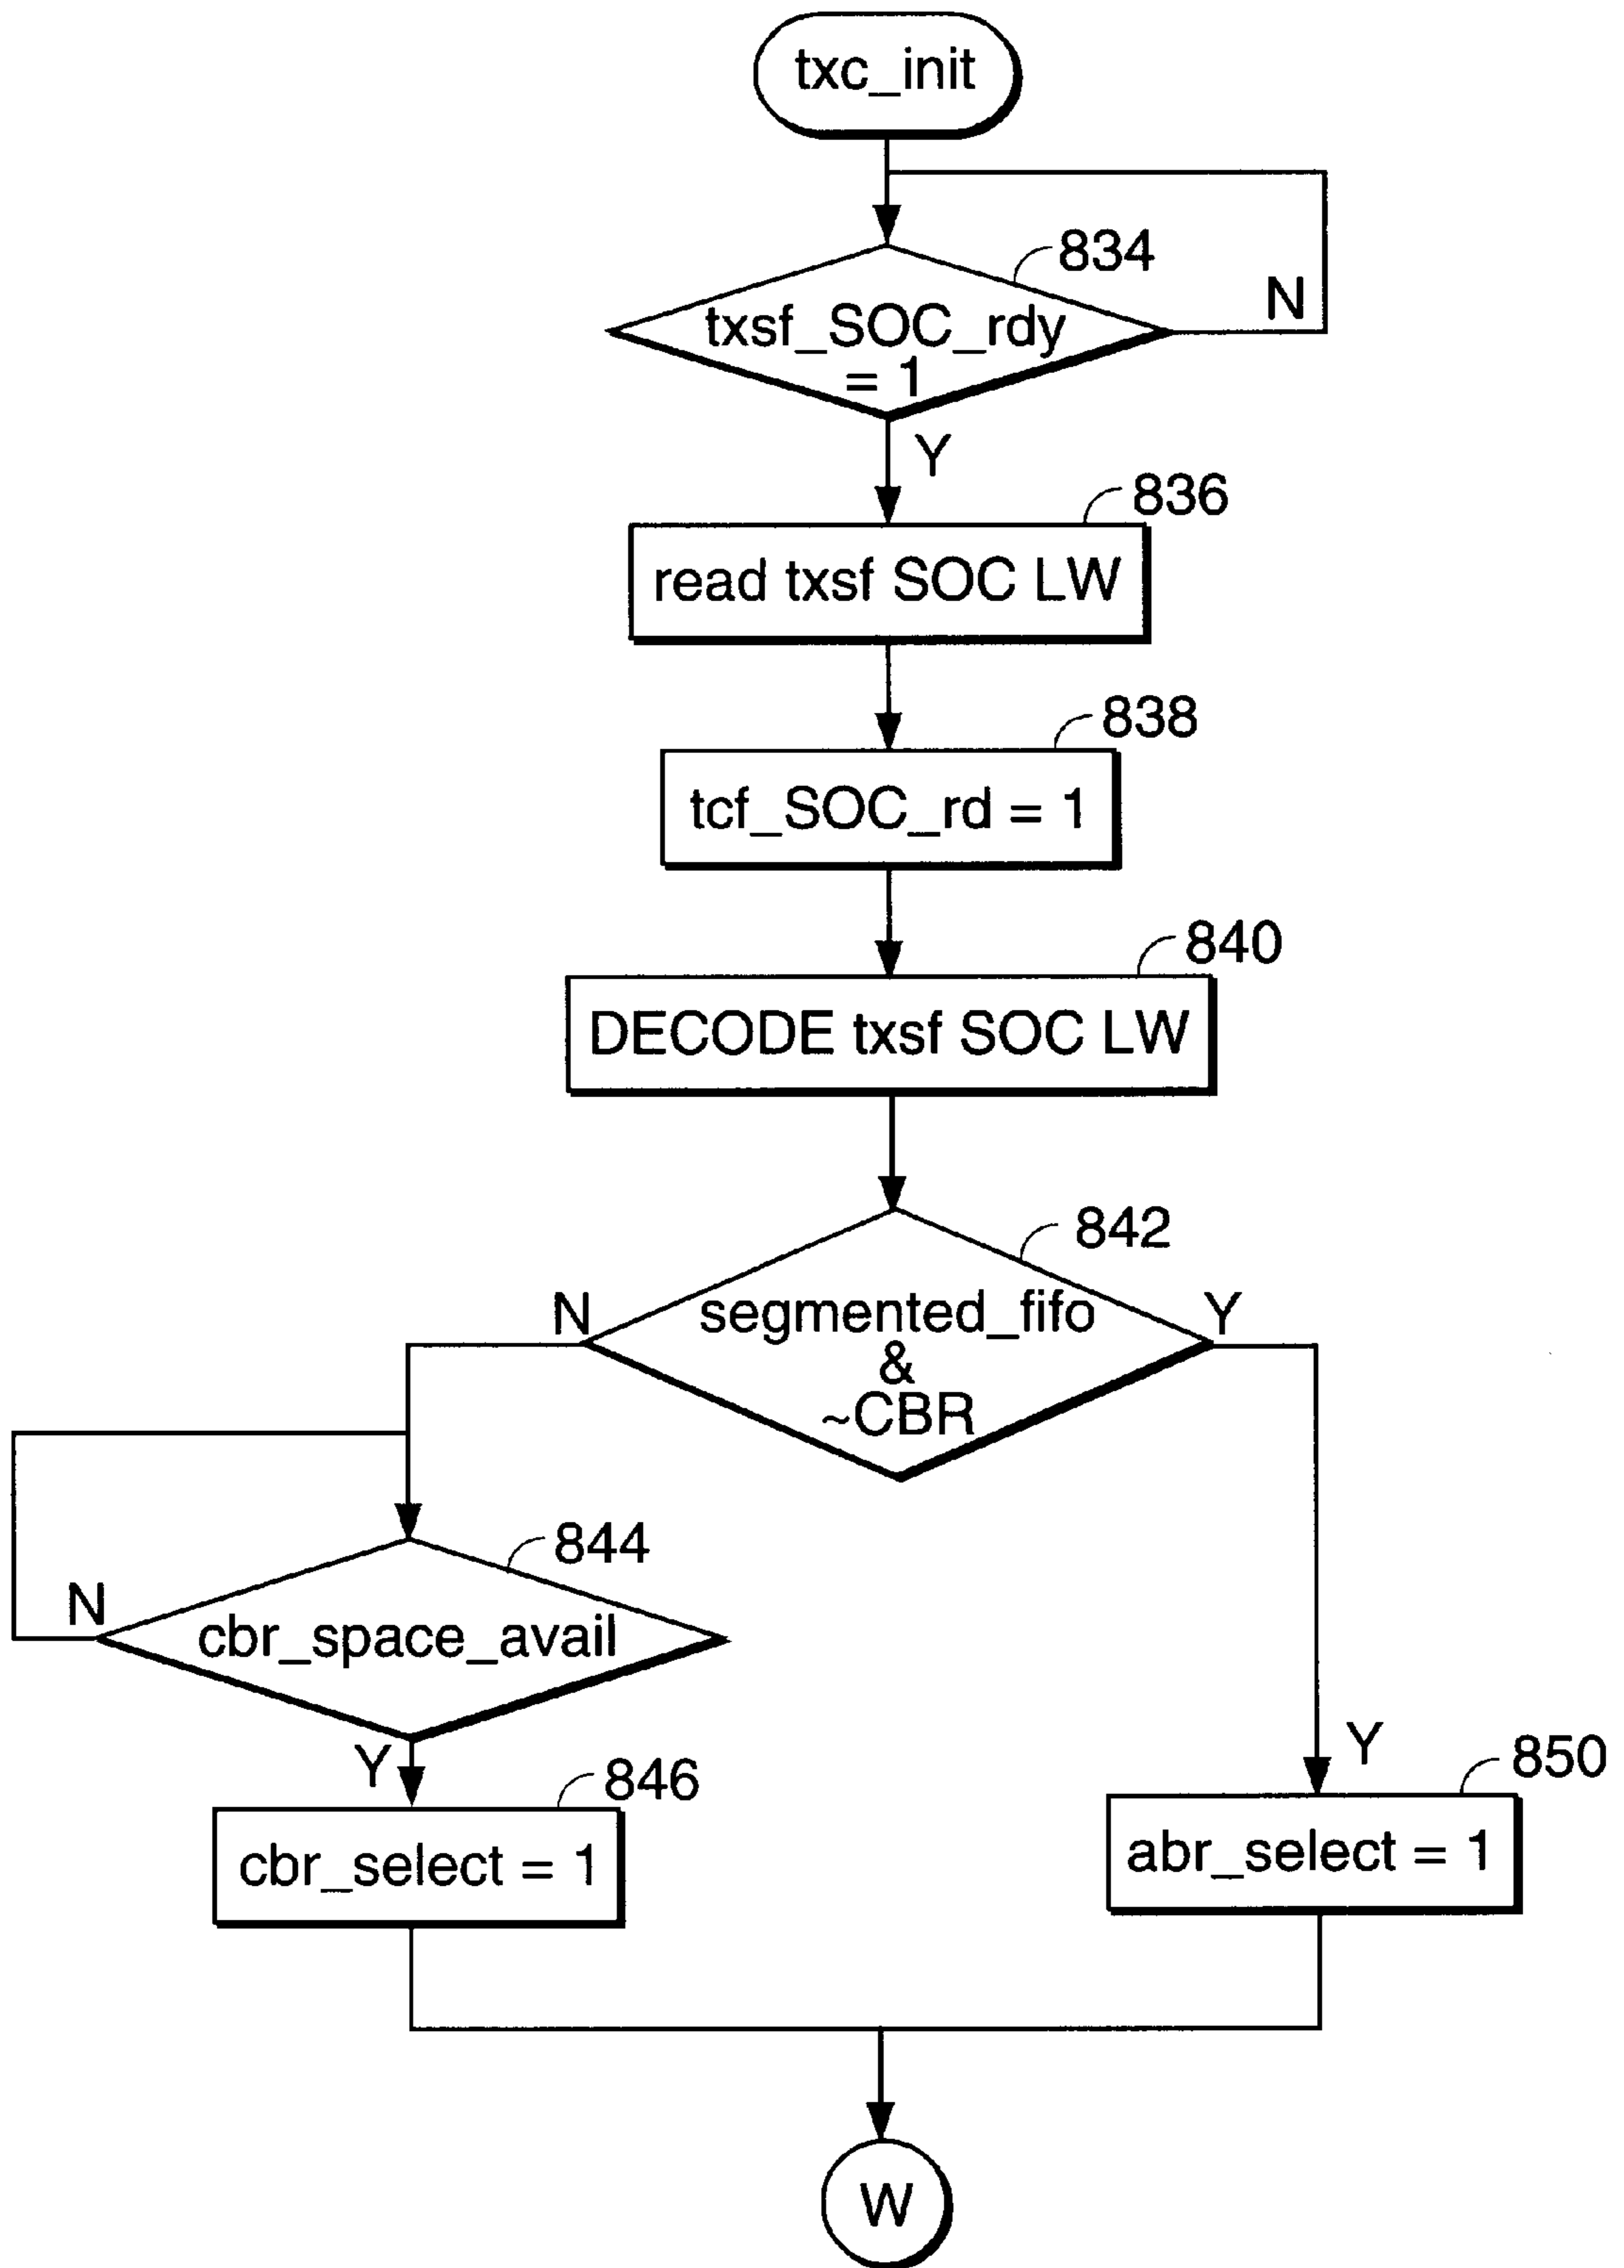 txc_init
834
txsf_SOC_rdy
= 1
N
Y
836
read txsf SOC LW
838
tcf_SOC_rd = 1
840
DECODE txsf SOC LW
842
N
segmented_fifo
&
~CBR
Y
844
N
cbr_space_avail
Y
846
cbr_select = 1
Y
850
abr_select = 1
W